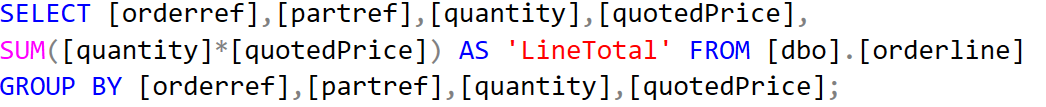 SELECT [orderref],[partref],[quantity],[quotedPrice],
SUM([quantity]*[quotedPrice]) AS 'LineTotal' FROM [dbo].[orderline]
GROUP BY [orderref],[partref],[quantity],[quotedPrice];